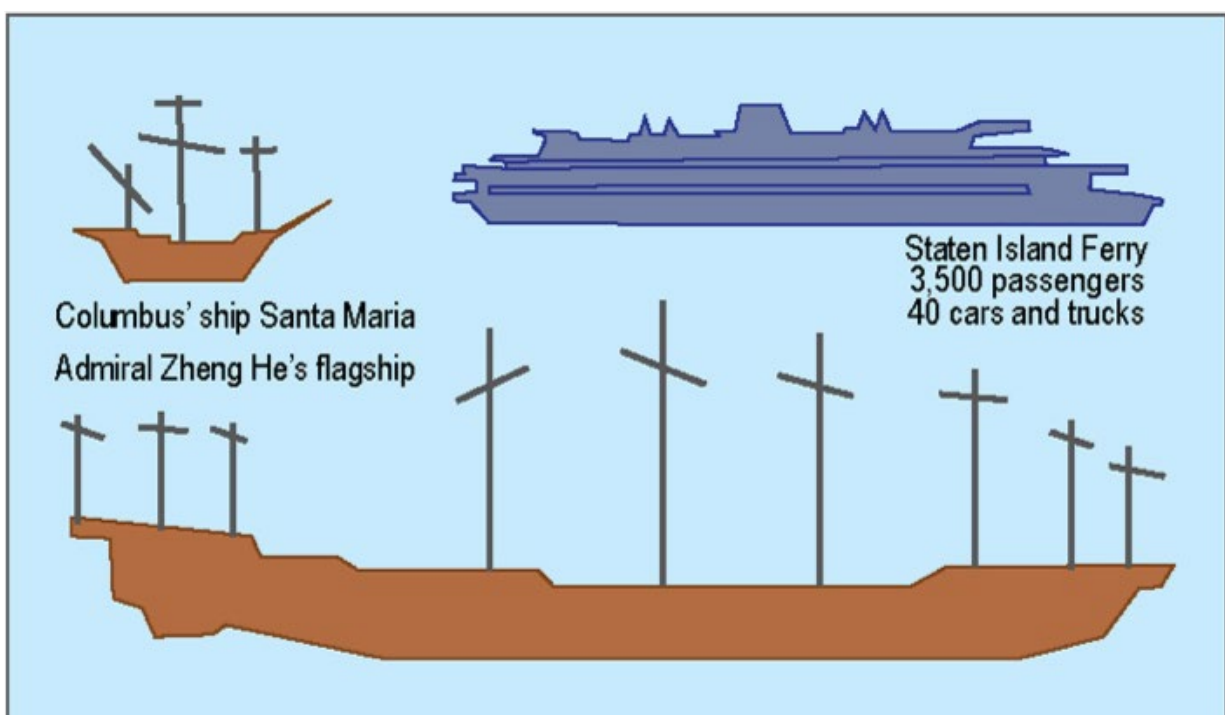 Columbus’ ship Santa Maria
Admiral Zheng He’s flagship
Staten Island Ferry
3,500 passengers
40 cars and trucks